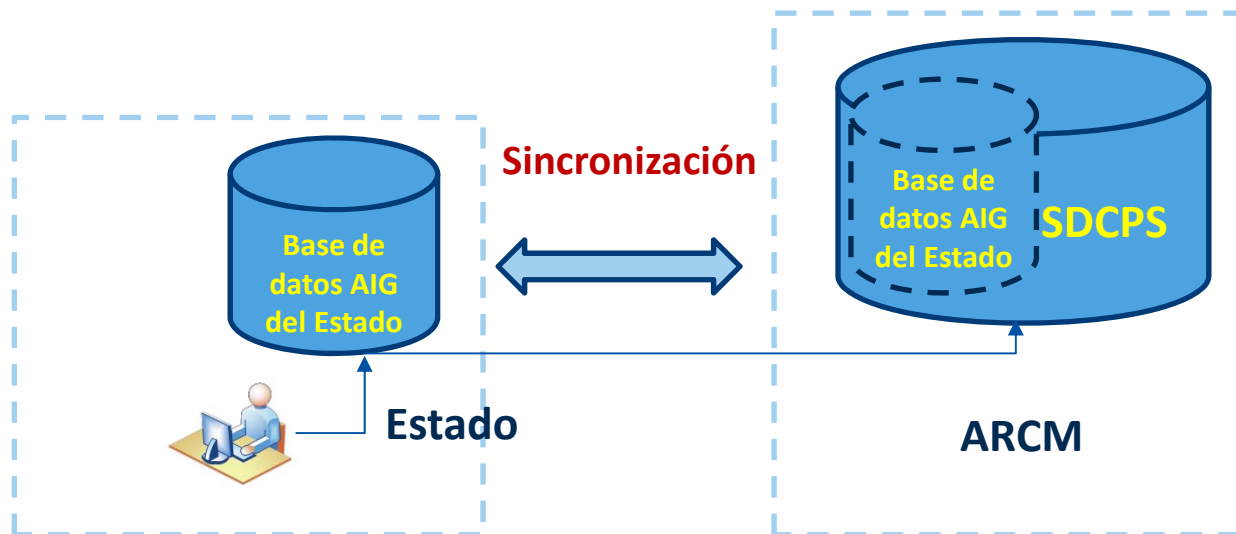 Base de
datos AIG
del Estado
Estado
Sincronización
Base de
datos AIG
del Estado
SDCPS
ARCM